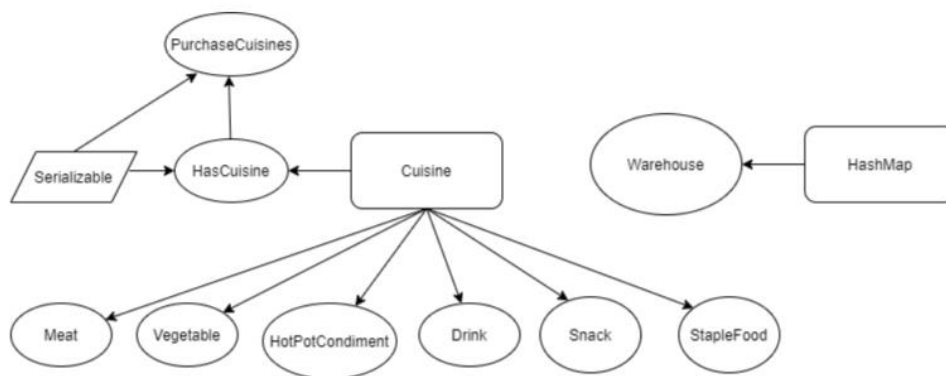 PurchaseCuisines
Serializable
HasCuisine
Cuisine
Warehouse
HashMap
Meat
Vegetable
HotPotCondiment
Drink
Snack
StapleFood